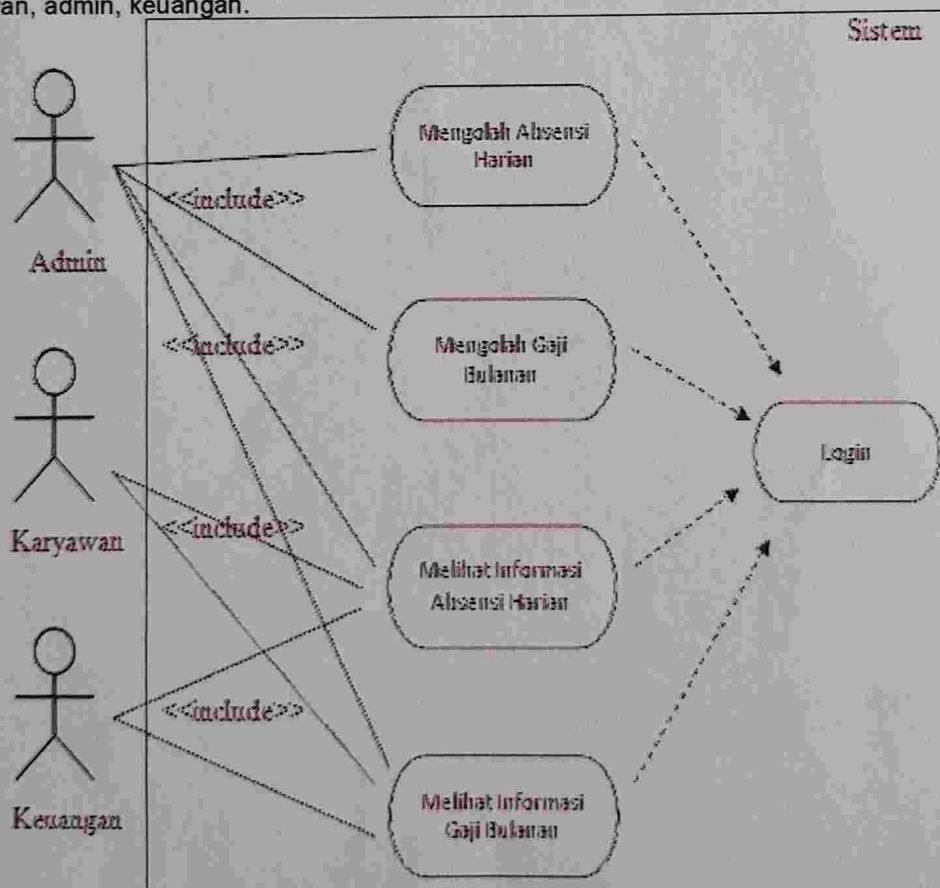 admin, keuangan.
Sistem
Mengolah Absensi
Harian
<<include>>
Admin
<<include>>
Mengolah Gaji
Bulanan
Login
Karyawan
<<include>>
Melihat Informasi
Absensi Harian
<<include>>
Keuangan
Melihat Informasi
Gaji Bulanan